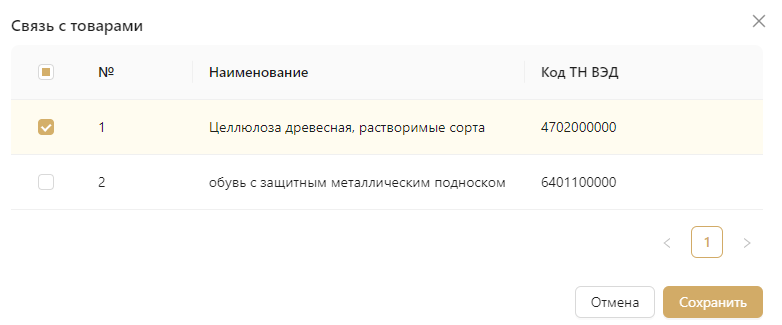 Связь с товарами
№ Наименование Код ТН ВЭД
1 Целлюлоза древесная, растворимые сорта 4702000000
2 обувь с защитным металлическим подноском 6401100000
1
Отмена Сохранить